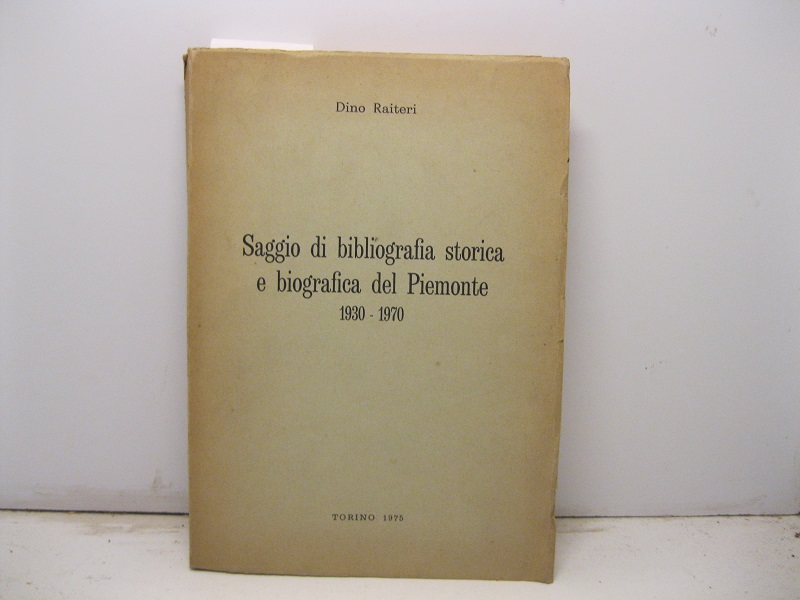 Dino Raiteri
Saggio di bibliografia storica
e biografica del Piemonte
1930 - 1970
TORINO 1975